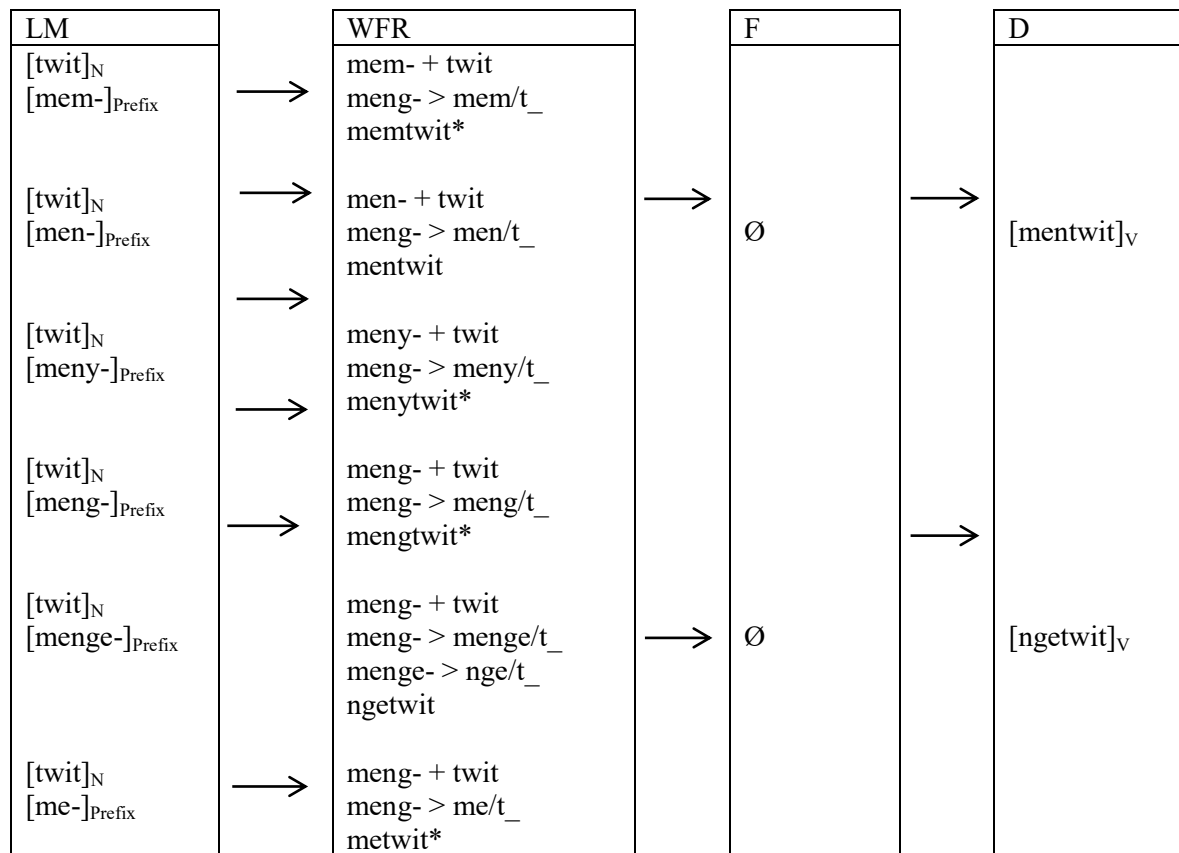 LM
[twit]N
[mem-]Prefix
[twit]N
[men-]Prefix
[twit]N
[meny-]Prefix
[twit]N
[meng-]Prefix
[twit]N
[menge-]Prefix
[twit]N
[me-]Prefix
WFR
mem- + twit
meng- > mem/t_
memtwit*
men- + twit
meng- > men/t_
mentwit
meny- + twit
meng- > meny/t_
menytwit*
meng- + twit
meng- > meng/t_
mengtwit*
meng- + twit
meng- > menge/t_
menge- > nge/t_
ngetwit
meng- + twit
meng- > me/t_
metwit*
F
Ø
Ø
D
[mentwit]V
[ngetwit]V